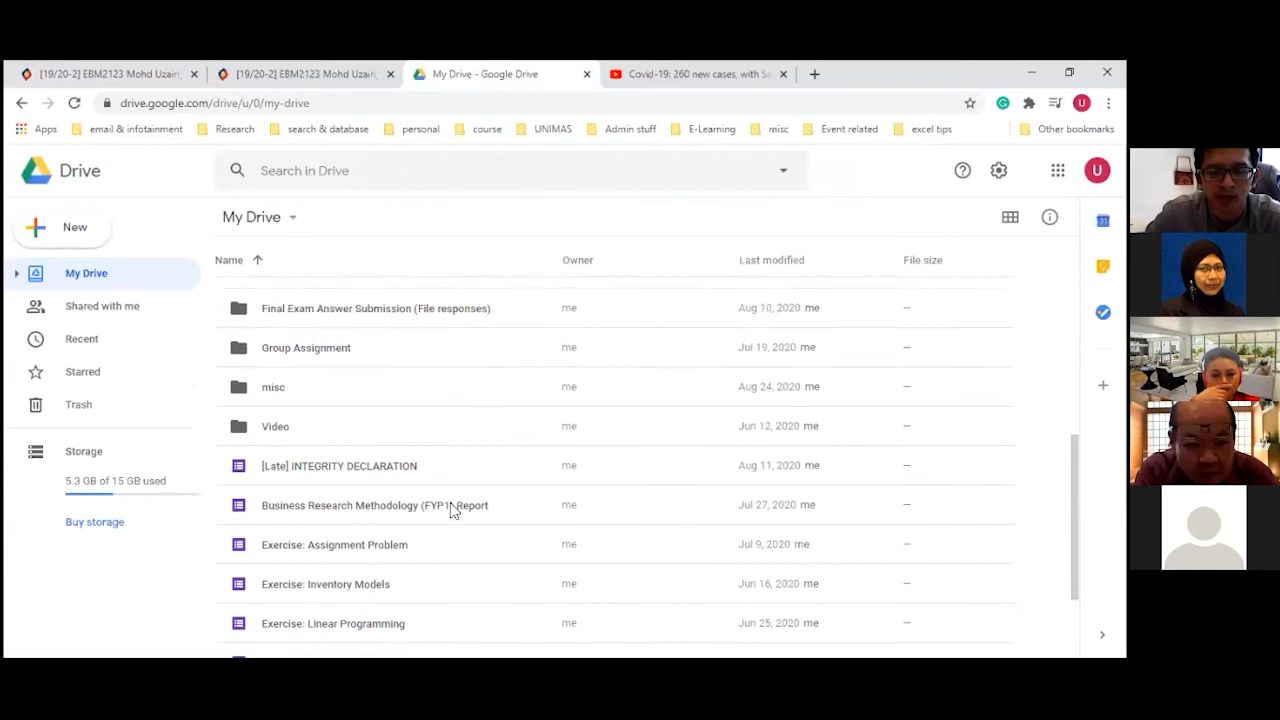 [19/20-2] EBM2123 Mohd Uzairi
[19/20-2] EBM2123 Mohd Uzairi
My Drive - Google Drive
Covid-19: 260 new cases, with Sa
drive.google.com/drive/u/0/my-drive
U
Apps
email & infotainment
Research
search & database
personal
course
UNIMAS
Admin stuff
E-Learning
misc
Event related
excel tips
Other bookmarks
Drive
Search in Drive
U
New
My Drive
31
Name
Owner
Last modified
File size
My Drive
Shared with me
Recent
Starred
Trash
Storage
5.3 GB of 15 GB used
Buy storage
Final Exam Answer Submission (File responses) me Aug 10, 2020 me –
Group Assignment me Jul 19, 2020 me –
misc me Aug 24, 2020 me –
Video me Jun 12, 2020 me –
[Late] INTEGRITY DECLARATION me Aug 11, 2020 me –
Business Research Methodology (FYP1) Report me Jul 27, 2020 me –
Exercise: Assignment Problem me Jul 9, 2020 me –
Exercise: Inventory Models me Jun 16, 2020 me –
Exercise: Linear Programming me Jun 25, 2020 me –